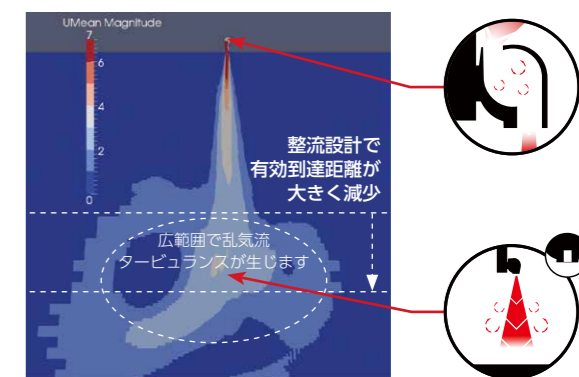 UMean Magnitude
7
6
4
2
0
整流設計で
有効到達距離が
大きく減少
広範囲で乱気流
タービュランスが生じます